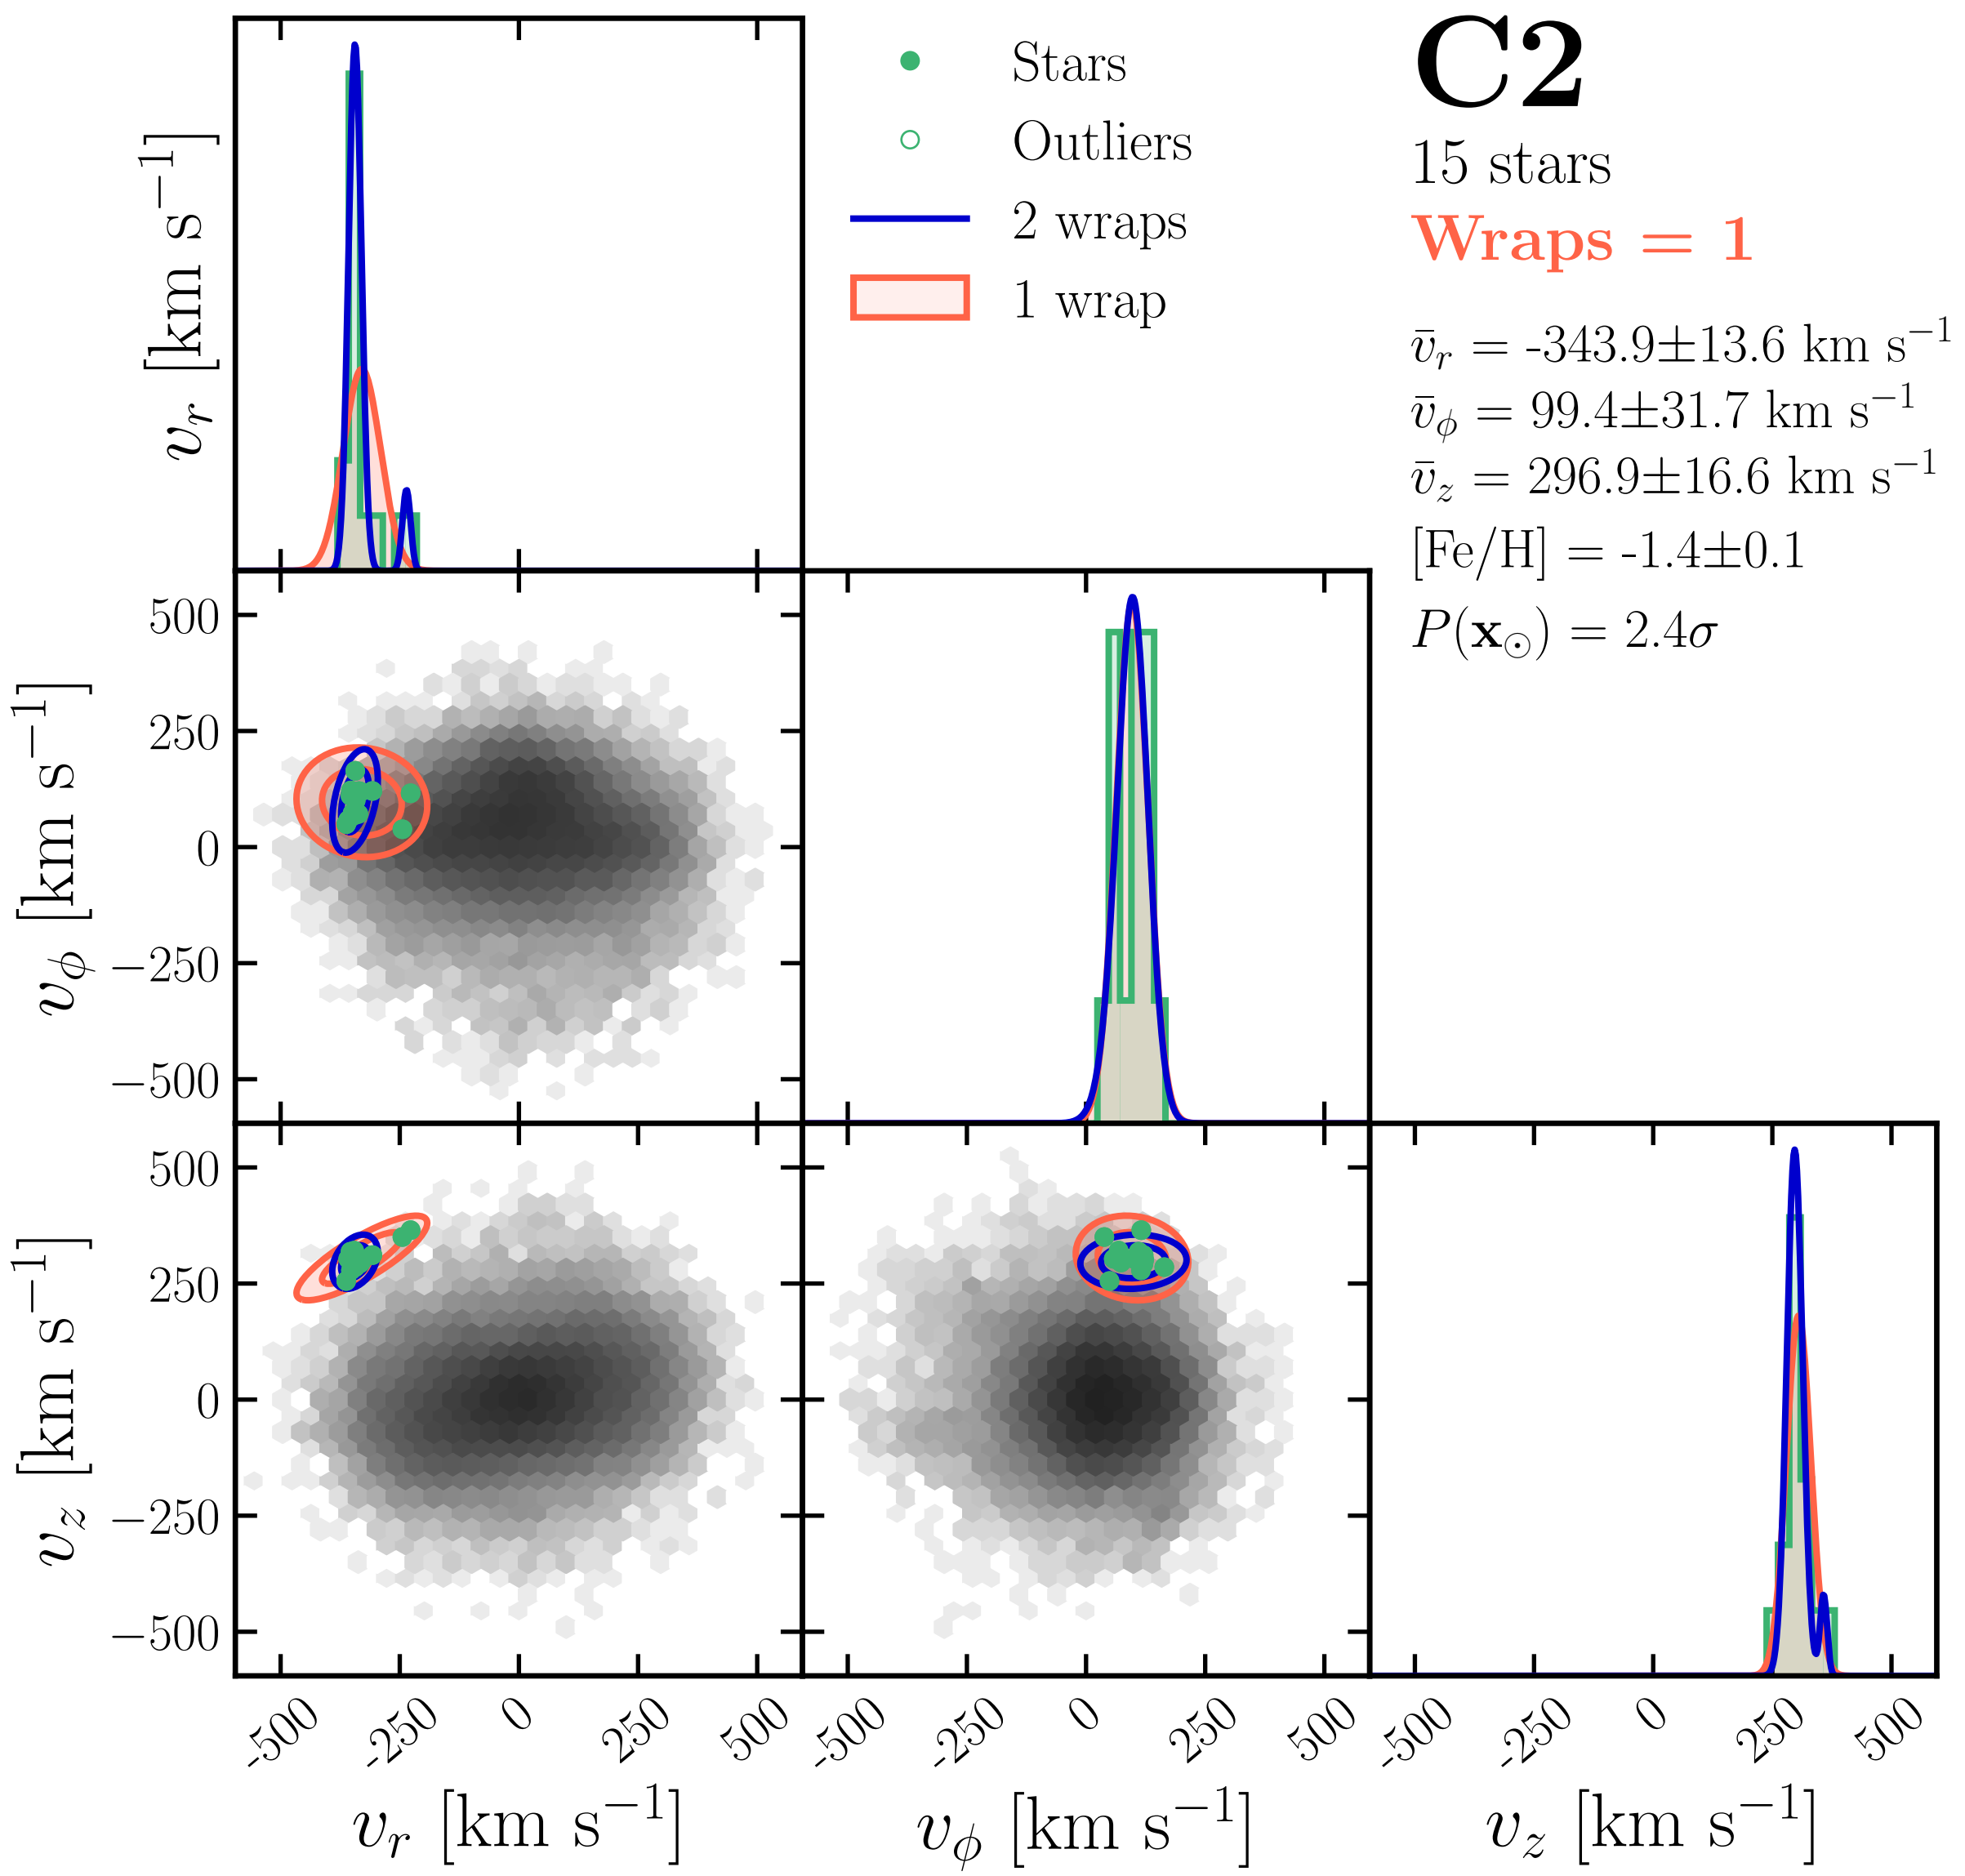 C2
15 stars
Wraps = 1
v̄_r = -343.9±13.6 km s⁻¹
v̄_ϕ = 99.4±31.7 km s⁻¹
v̄_z = 296.9±16.6 km s⁻¹
[Fe/H] = -1.4±0.1
P(x_⊙) = 2.4σ
Stars
Outliers
2 wraps
1 wrap
v_r [km s⁻¹]
v_ϕ [km s⁻¹]
500
250
0
−250
−500
v_z [km s⁻¹]
500
250
0
−250
−500
-500 -250 0 250 500
-500 -250 0 250 500
-500 -250 0 250 500
v_r [km s⁻¹]
v_ϕ [km s⁻¹]
v_z [km s⁻¹]